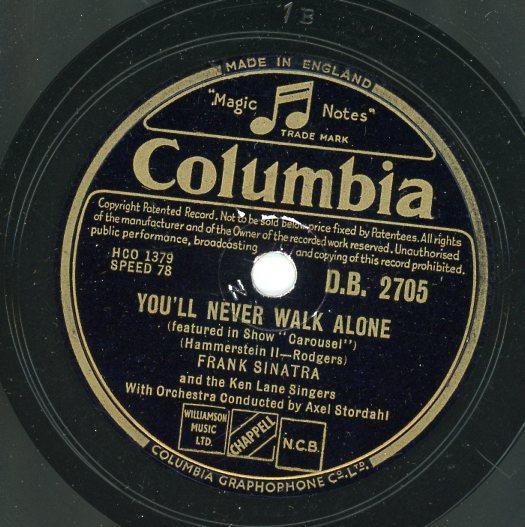 1B
MADE IN ENGLAND
"Magic Notes"
TRADE MARK
Columbia
Copyright Patented Record. Not to be sold below price fixed by Patentees. All rights
of the manufacturer and of the Owner of the recorded work reserved. Unauthorised
public performance, broadcasting and copying of this record prohibited.
HCO 1379
SPEED 78
D.B. 2705
N
YOU'LL NEVER WALK ALONE
(featured in Show "Carousel")
(Hammerstein II—Rodgers)
FRANK SINATRA
and the Ken Lane Singers
With Orchestra Conducted by Axel Stordahl
WILLIAMSON
MUSIC
LTD.
CHAPPELL
N.C.B.
COLUMBIA GRAPHOPHONE CO. LTD.